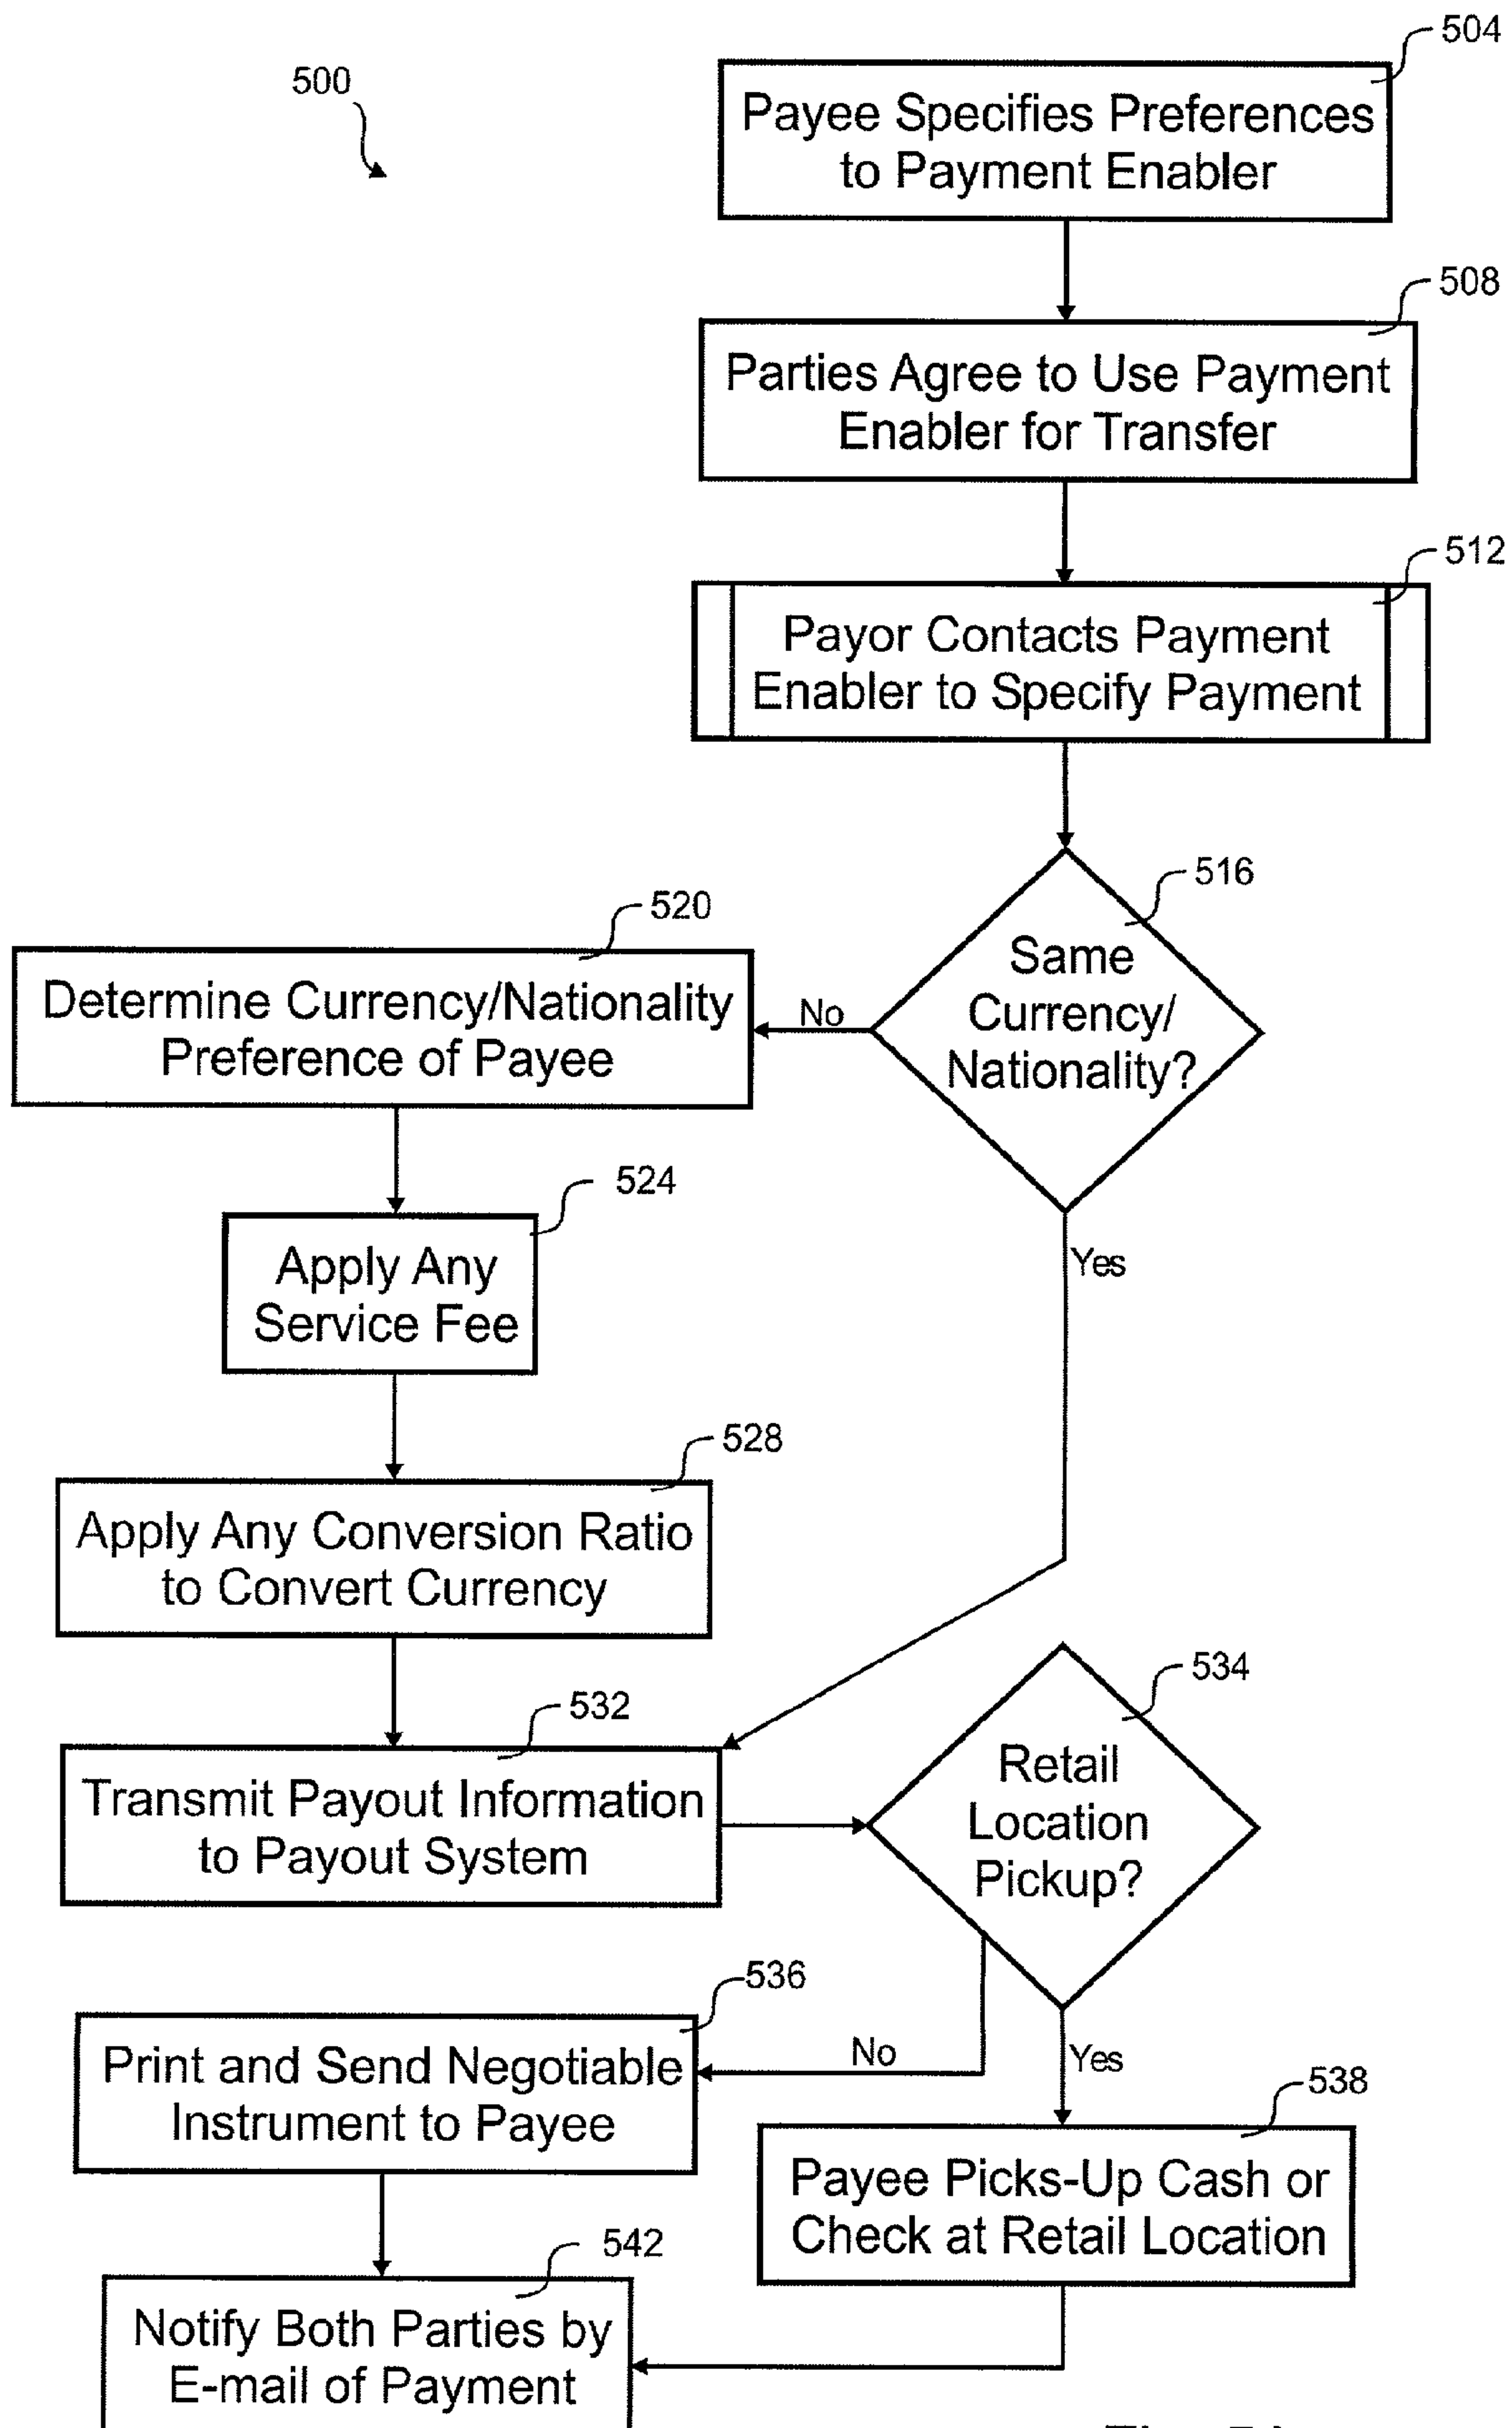 500
504
Payee Specifies Preferences
to Payment Enabler
508
Parties Agree to Use Payment
Enabler for Transfer
512
Payor Contacts Payment
Enabler to Specify Payment
516
Same
Currency/
Nationality?
No
Yes
520
Determine Currency/Nationality
Preference of Payee
524
Apply Any
Service Fee
528
Apply Any Conversion Ratio
to Convert Currency
532
Transmit Payout Information
to Payout System
534
Retail
Location
Pickup?
No
Yes
536
Print and Send Negotiable
Instrument to Payee
538
Payee Picks-Up Cash or
Check at Retail Location
542
Notify Both Parties by
E-mail of Payment